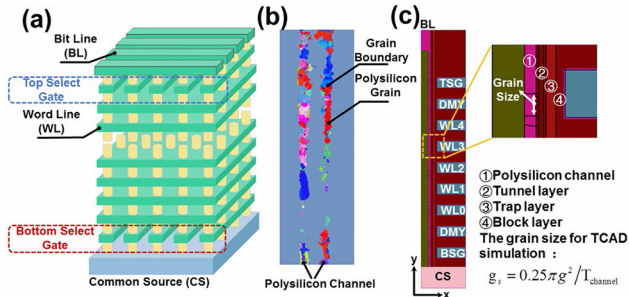 (a)
Bit Line
(BL)
Top Select
Gate
Word Line
(WL)
Bottom Select
Gate
Common Source (CS)
(b)
Grain
Boundary
Polysilicon
Grain
Polysilicon Channel
(c)
BL
TSG
DMY
WL4
WL3
WL2
WL1
WL0
DMY
BSG
CS
y
x
Grain
Size
①
②
③
④
①Polysilicon channel
②Tunnel layer
③Trap layer
④Block layer
The grain size for TCAD
simulation :
g_s = 0.25πg²/T_channel